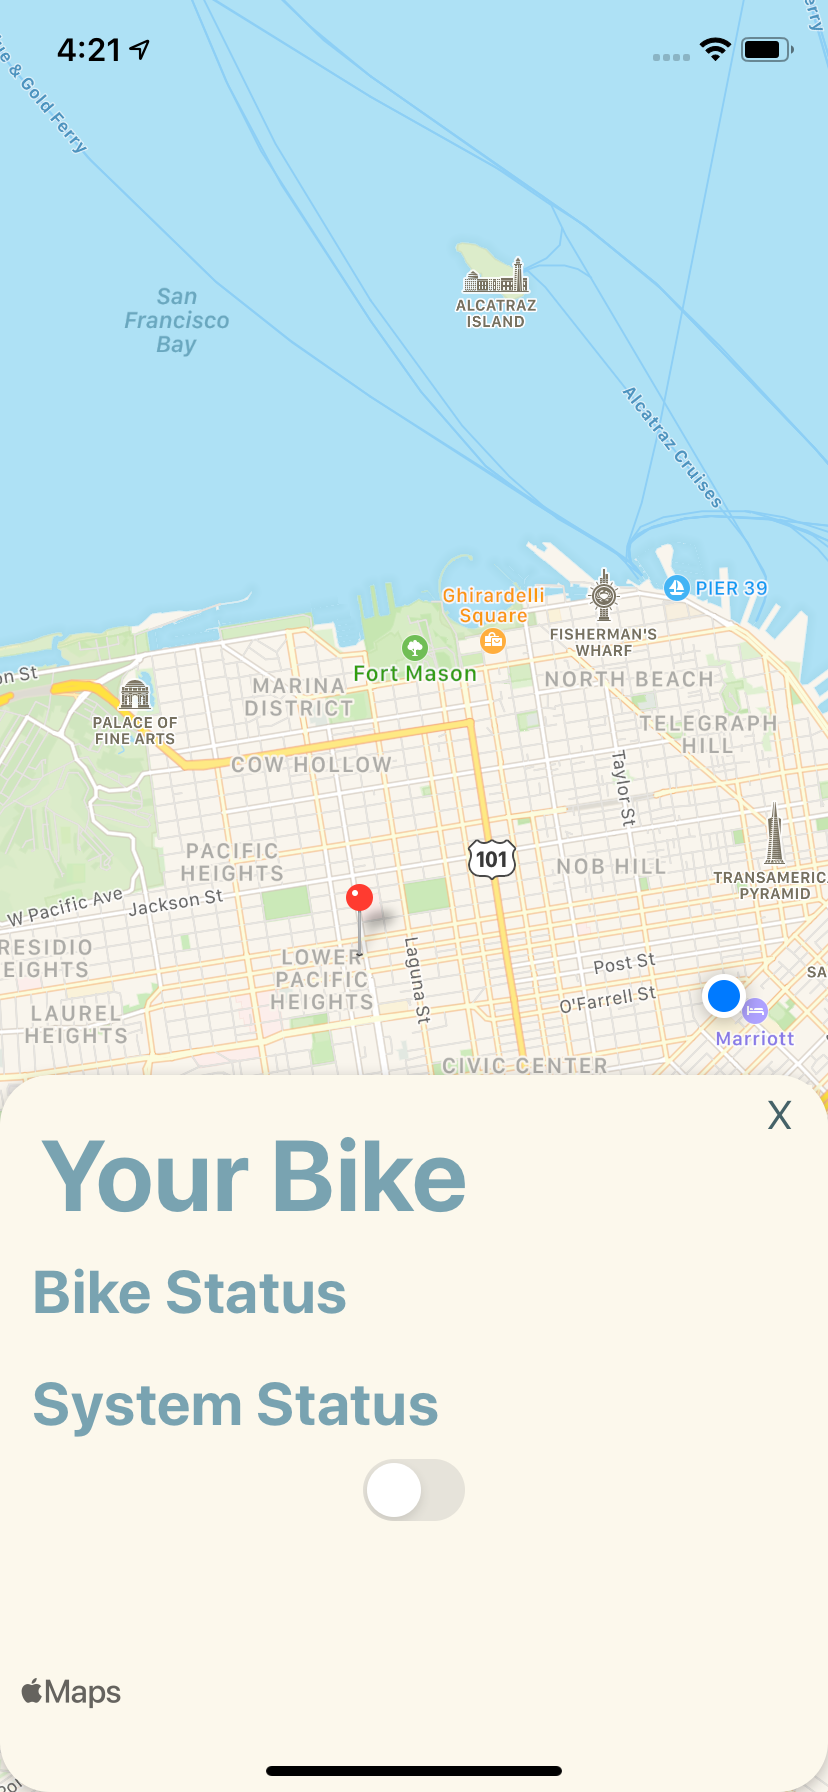 4:21
ue & Gold Ferry
erry
San
Francisco
Bay
ALCATRAZ
ISLAND
Alcatraz Cruises
Ghirardelli
Square
PIER 39
FISHERMAN'S
WHARF
Fort Mason
on St
MARINA
DISTRICT
NORTH BEACH
PALACE OF
FINE ARTS
TELEGRAPH
HILL
COW HOLLOW
Taylor St
PACIFIC
HEIGHTS
101
NOB HILL
TRANSAMERIC
PYRAMID
W Pacific Ave
Jackson St
RESIDIO
EIGHTS
LOWER
PACIFIC
HEIGHTS
Laguna St
Post St
SA
O'Farrell St
LAUREL
HEIGHTS
Marriott
CIVIC CENTER
X
Your Bike
Bike Status
System Status
Maps